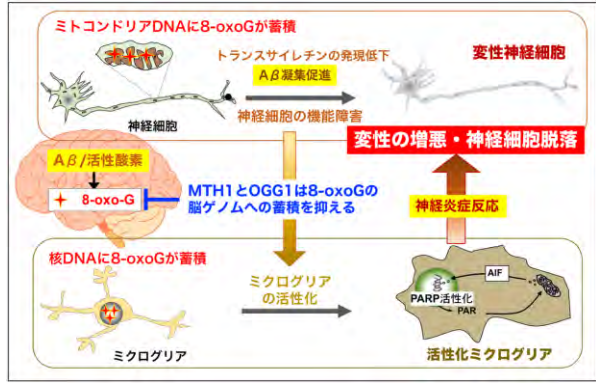 ミトコンドリアDNAに8-oxoGが蓄積
トランスサイレチンの発現低下
Aβ凝集促進
神経細胞の機能障害
神経細胞
変性神経細胞
変性の増悪・神経細胞脱落
Aβ/活性酸素
8-oxo-G
MTH1とOGG1は8-oxoGの
脳ゲノムへの蓄積を抑える
神経炎症反応
核DNAに8-oxoGが蓄積
ミクログリア
の活性化
ミクログリア
AIF
PARP活性化
PAR
活性化ミクログリア